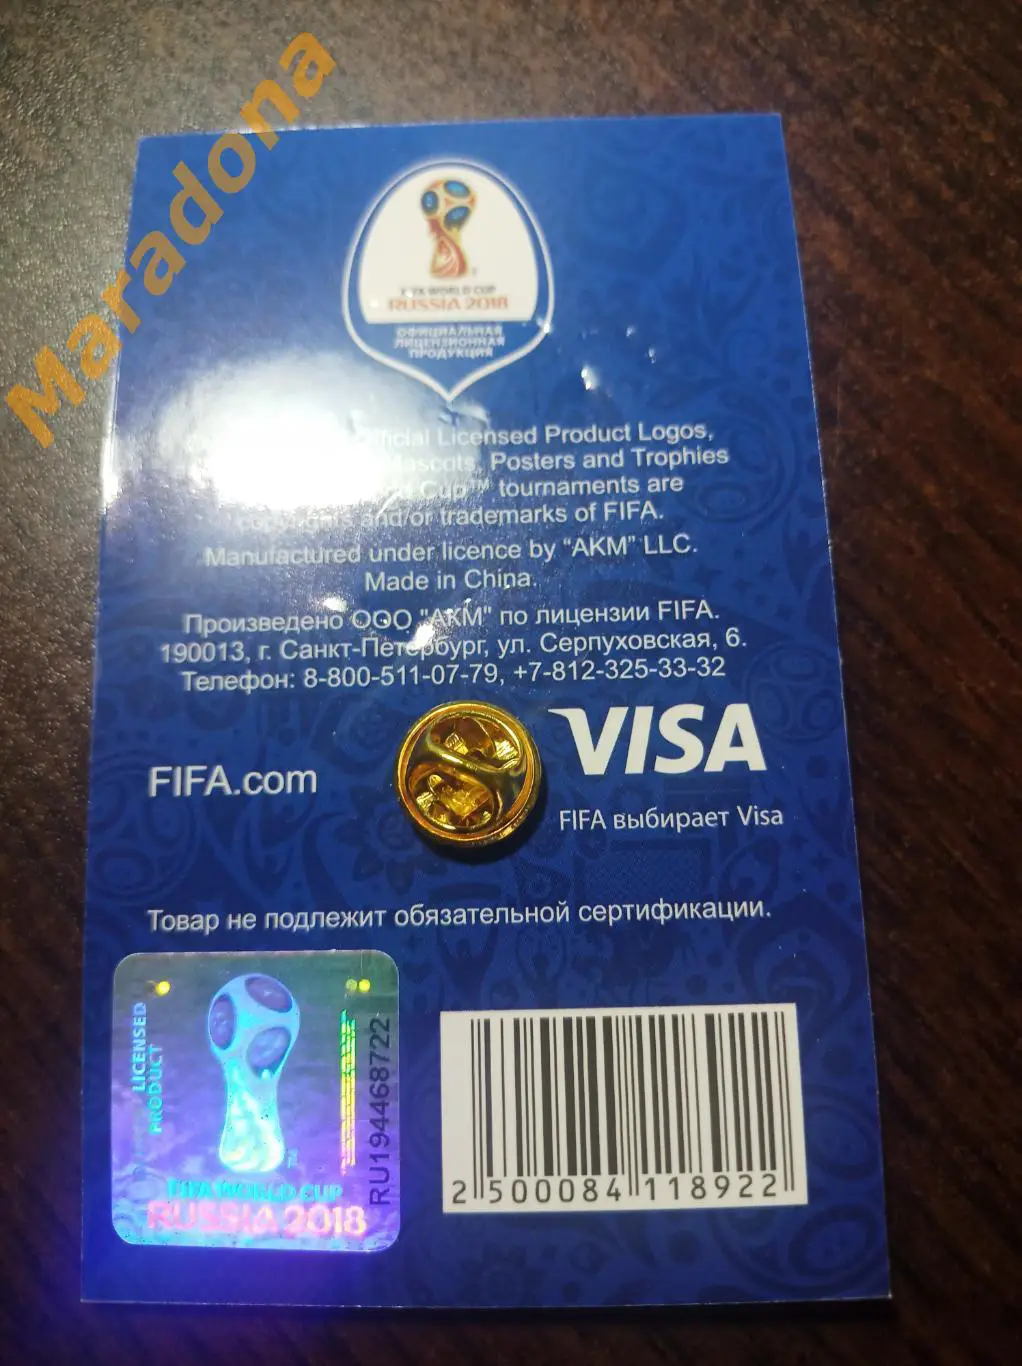 Maradona
FIFA WORLD CUP
RUSSIA 2018
ОФИЦИАЛЬНАЯ
ЛИЦЕНЗИОННАЯ
ПРОДУКЦИЯ
Official Licensed Product Logos,
Mascots, Posters and Trophies
Cup™ tournaments are
copyrights and/or trademarks of FIFA.
Manufactured under licence by "AKM" LLC.
Made in China.
Произведено ООО "АКМ" по лицензии FIFA.
190013, г. Санкт-Петербург, ул. Серпуховская, 6.
Телефон: 8-800-511-07-79, +7-812-325-33-32
VISA
FIFA.com
FIFA выбирает Visa
Товар не подлежит обязательной сертификации.
LICENSED
PRODUCT
RU194468722
FIFA WORLD CUP
RUSSIA 2018
2 500084 118922